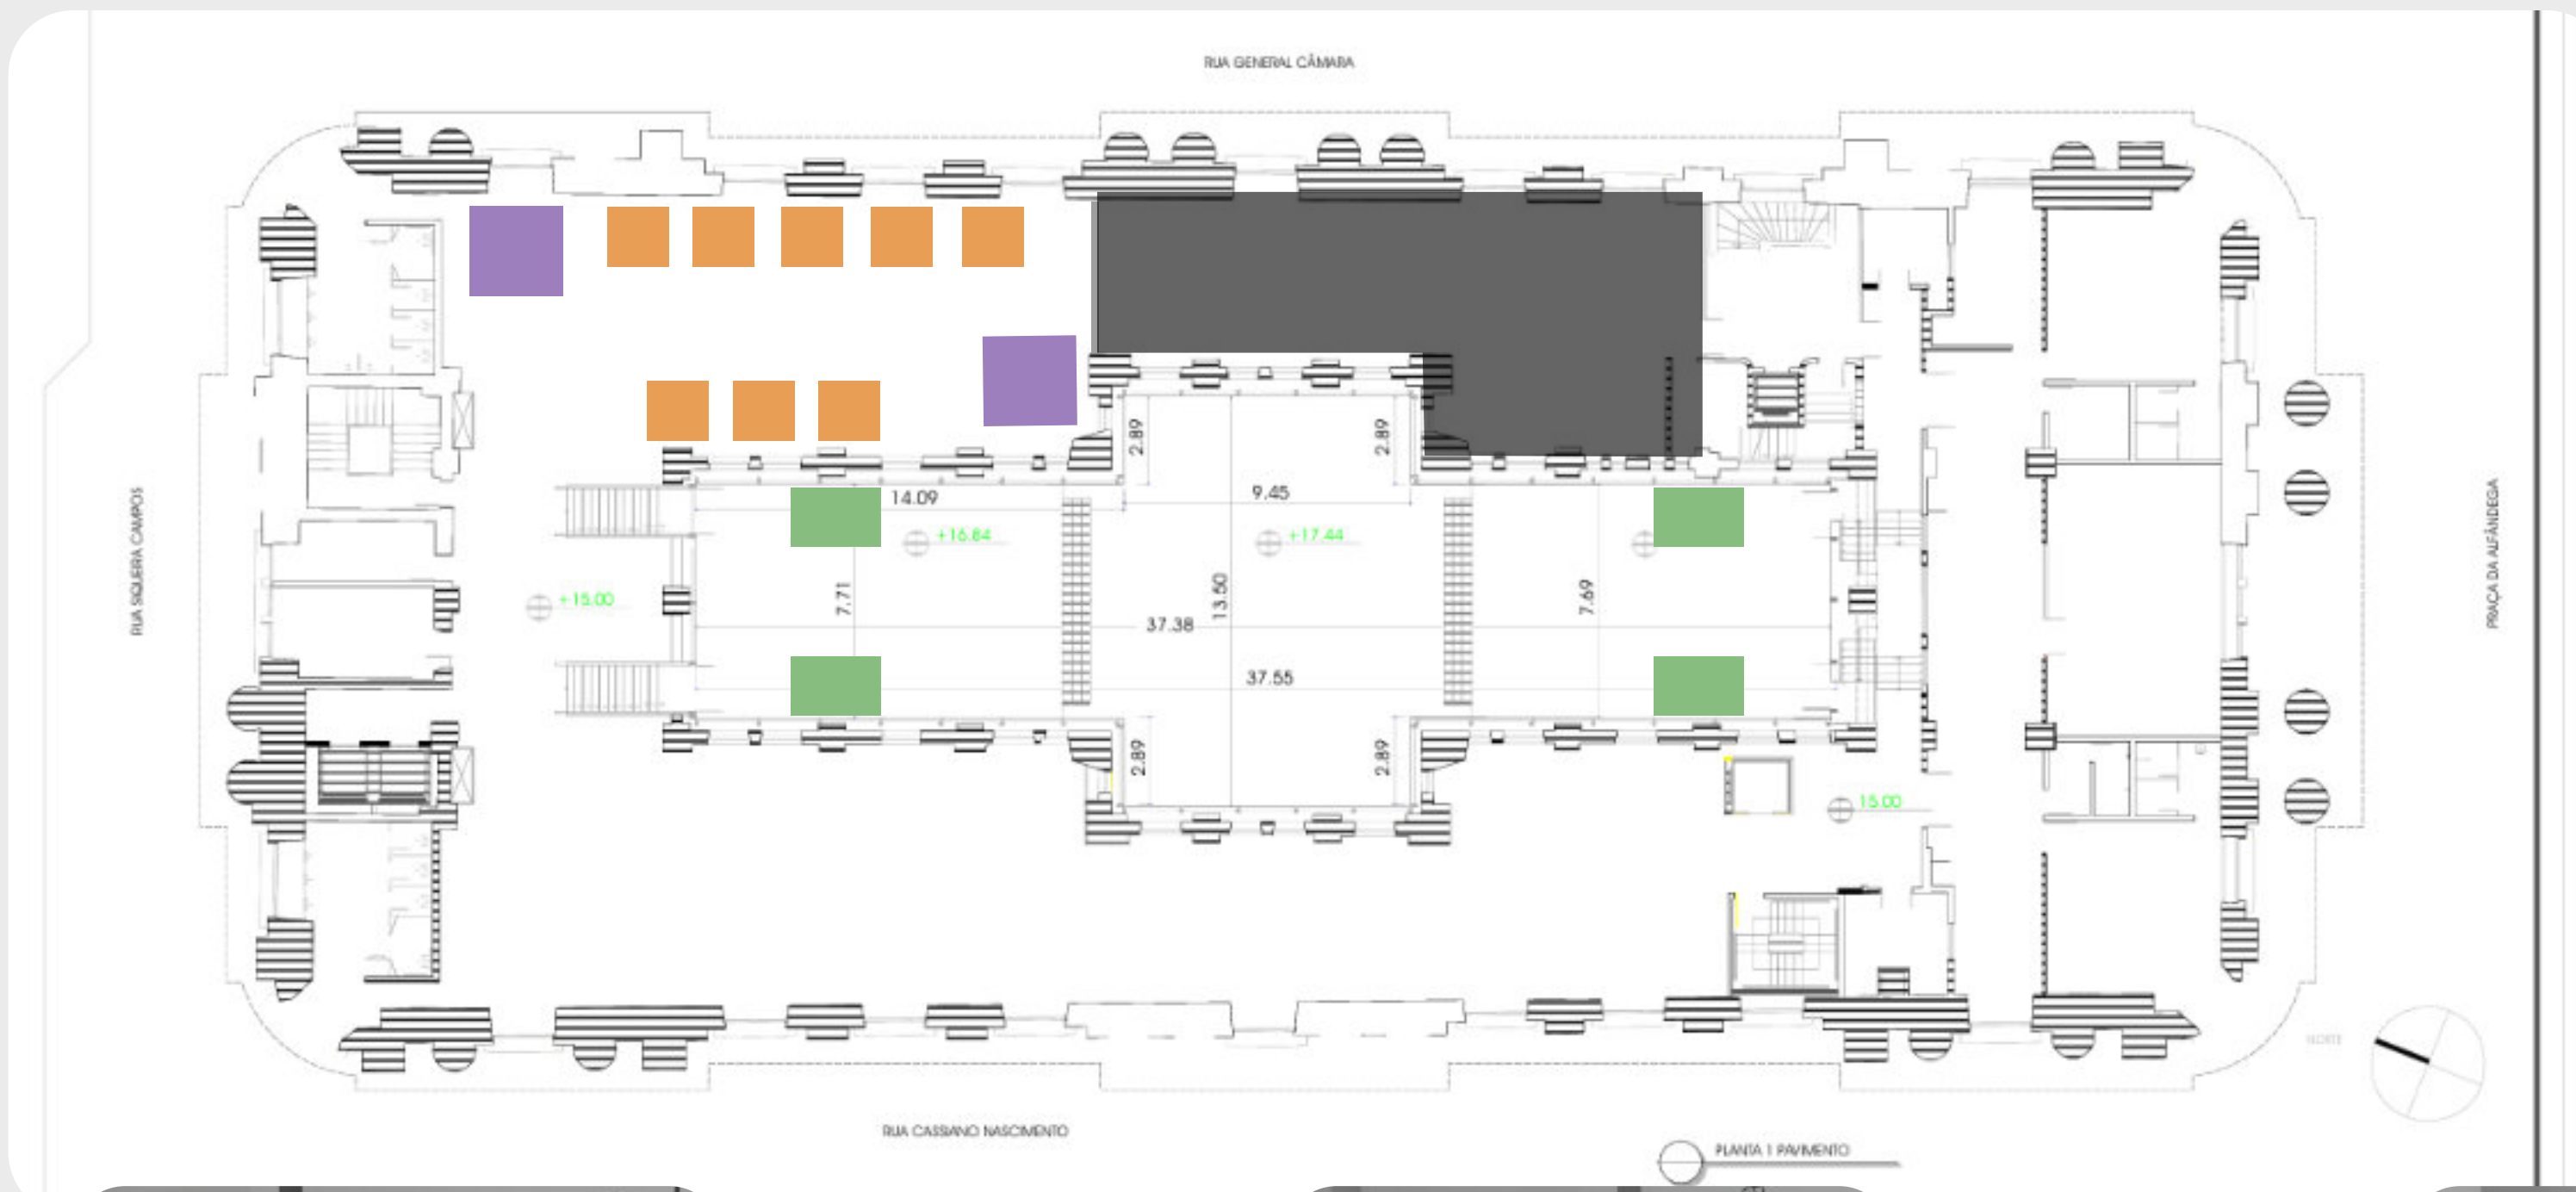 RUA GENERAL CÂMARA
RUA SIQUEIRA CAMPOS
PRAÇA DA ALFÂNDEGA
2.89
2.89
14.09
9.45
+16.84
+17.44
+15.00
7.71
13.50
7.69
37.38
37.55
2.89
2.89
15.00
NORTE
RUA CASSIANO NASCIMENTO
PLANTA 1 PAVIMENTO